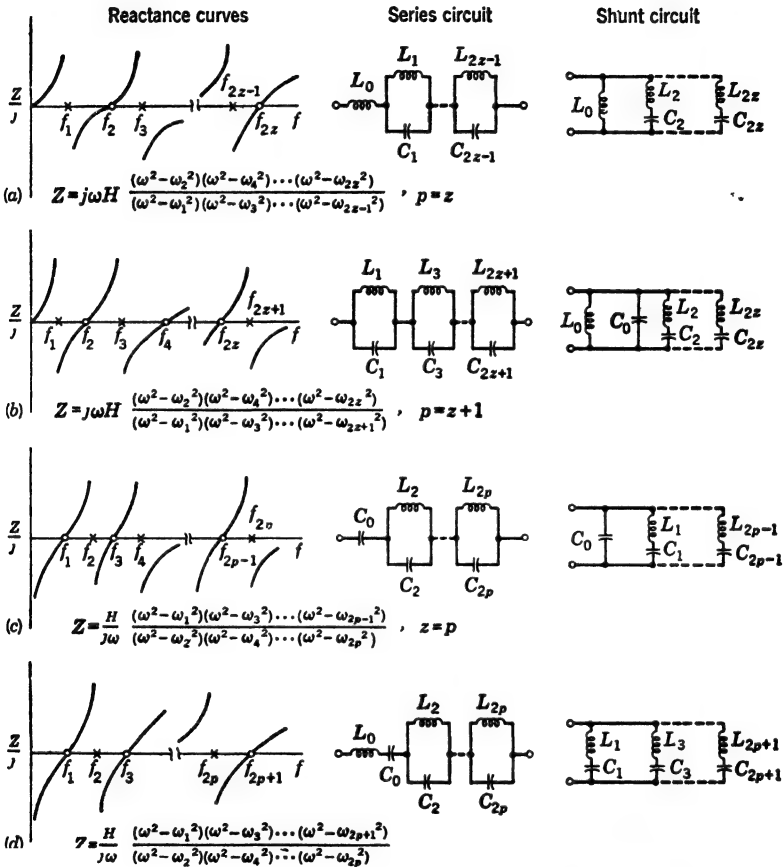 Reactance curves Series circuit Shunt circuit
Z/J
f₁ f₂ f₃ f₂z₋₁ f₂z f
L₀ L₁ L₂z₋₁
C₁ C₂z₋₁
L₀ L₂ L₂z
C₂ C₂z
(a) Z=jωH (ω²−ω₂²)(ω²−ω₄²)···(ω²−ω₂z²) / (ω²−ω₁²)(ω²−ω₃²)···(ω²−ω₂z₋₁²) , p=z
Z/J
f₁ f₂ f₃ f₄ f₂z f₂z₊₁ f
L₁ L₃ L₂z₊₁
C₁ C₃ C₂z₊₁
L₀ C₀ L₂ L₂z
C₂ C₂z
(b) Z=jωH (ω²−ω₂²)(ω²−ω₄²)···(ω²−ω₂z²) / (ω²−ω₁²)(ω²−ω₃²)···(ω²−ω₂z₊₁²) , p=z+1
Z/J
f₁ f₂ f₃ f₄ f₂ₚ₋₁ f
C₀ L₂ L₂ₚ
C₂ C₂ₚ
C₀ L₁ L₂ₚ₋₁
C₁ C₂ₚ₋₁
(c) Z=H/jω (ω²−ω₁²)(ω²−ω₃²)···(ω²−ω₂ₚ₋₁²) / (ω²−ω₂²)(ω²−ω₄²)···(ω²−ω₂ₚ²) , z=p
Z/J
f₁ f₂ f₃ f₂ₚ f₂ₚ₊₁ f
L₀ C₀ L₂ L₂ₚ
C₂ C₂ₚ
L₁ L₃ L₂ₚ₊₁
C₁ C₃ C₂ₚ₊₁
(d) Z=H/jω (ω²−ω₁²)(ω²−ω₃²)···(ω²−ω₂ₚ₊₁²) / (ω²−ω₂²)(ω²−ω₄²)···(ω²−ω₂ₚ²)